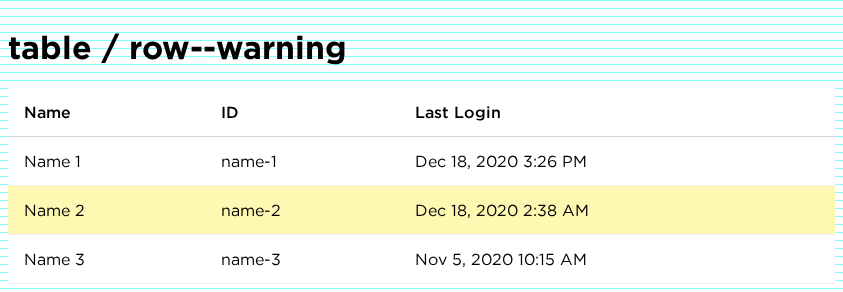 table / row--warning
Name ID Last Login
Name 1 name-1 Dec 18, 2020 3:26 PM
Name 2 name-2 Dec 18, 2020 2:38 AM
Name 3 name-3 Nov 5, 2020 10:15 AM